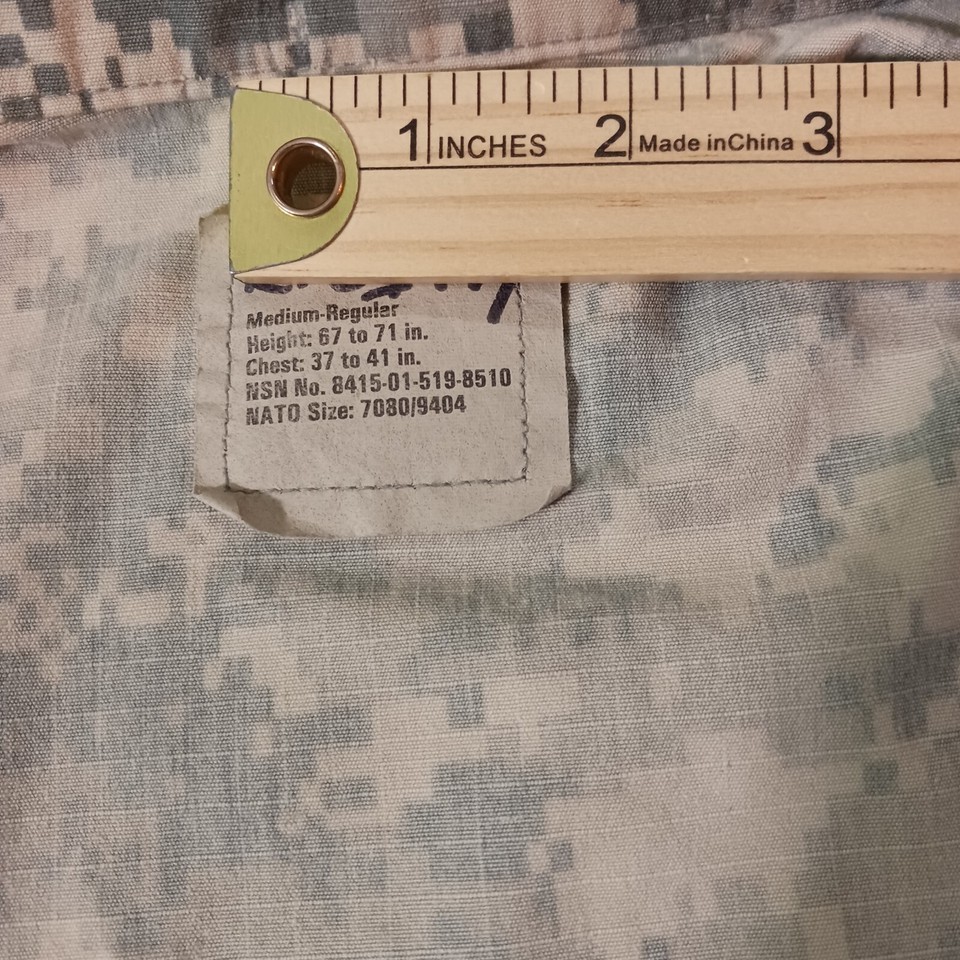 1 INCHES 2 Made inChina 3
Medium-Regular
Height: 67 to 71 in.
Chest: 37 to 41 in.
NSN No. 8415-01-519-8510
NATO Size: 7080/9404